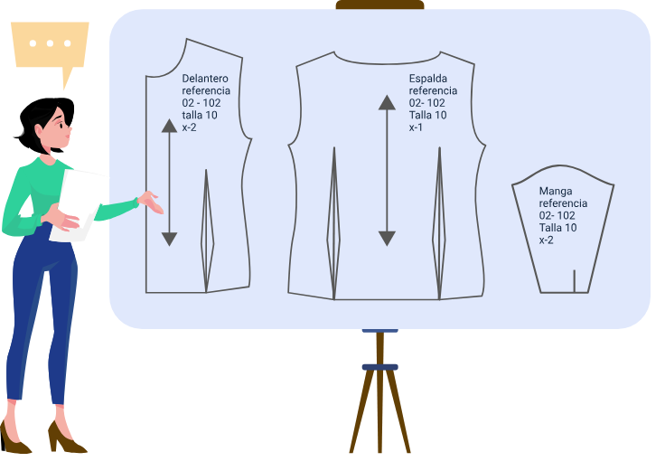 Delantero
referencia
02 - 102
talla 10
x-2
Espalda
referencia
02- 102
Talla 10
x-1
Manga
referencia
02- 102
Talla 10
x-2